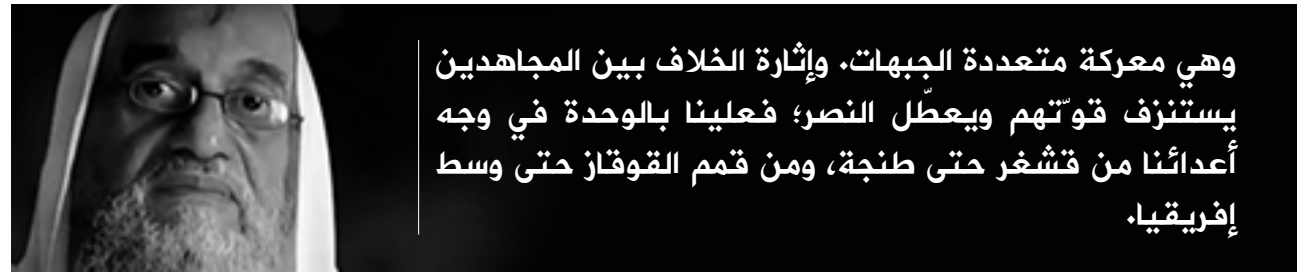 وهي معركة متعددة الجبهات. وإثارة الخلاف بين المجاهدين
يستنزف قوّتهم ويعطّل النصر؛ فعلينا بالوحدة في وجه
أعدائنا من قشغر حتى طنجة، ومن قمم القوقاز حتى وسط
إفريقيا.